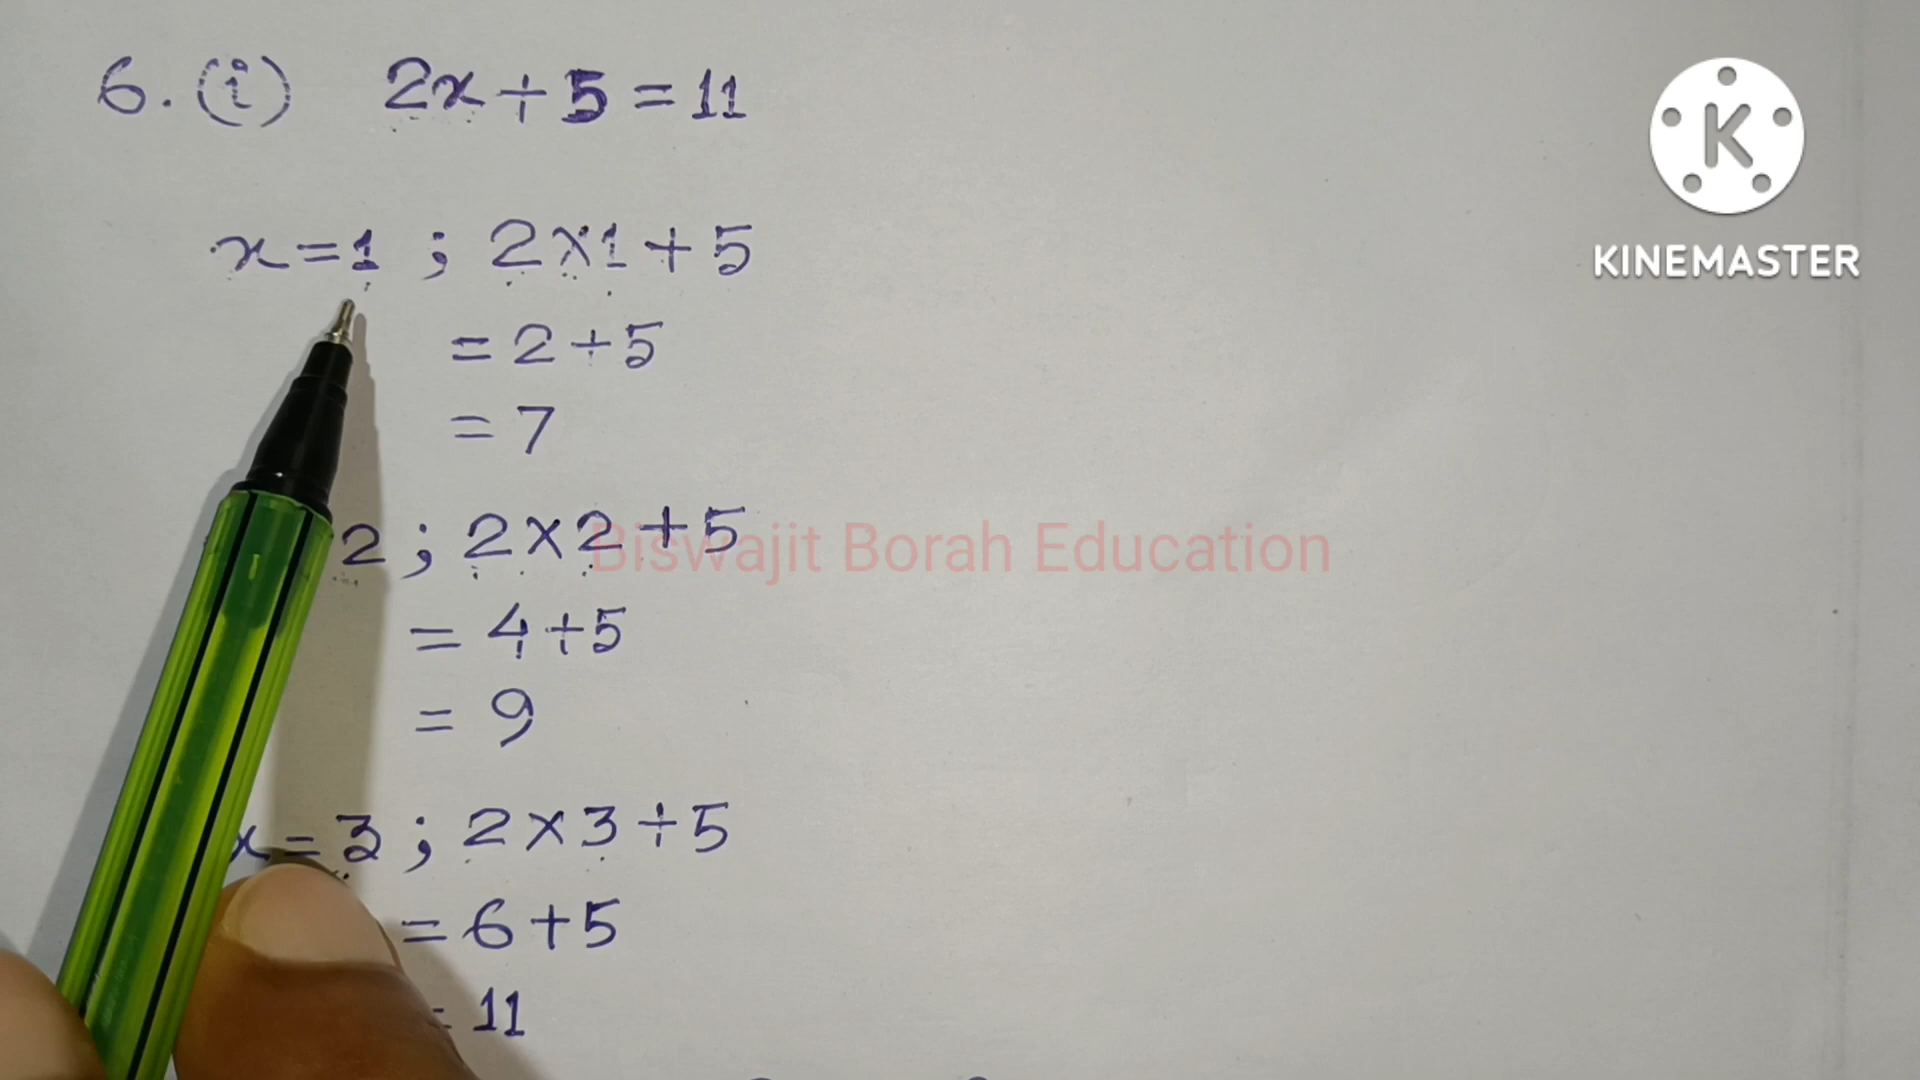 6. (i) 2x + 5 = 11
x = 1 ; 2 × 1 + 5
= 2 + 5
= 7
2 ; 2 × 2 + 5
= 4 + 5
= 9
x = 3 ; 2 × 3 + 5
= 6 + 5
= 11
KINEMASTER
Biswajit Borah Education